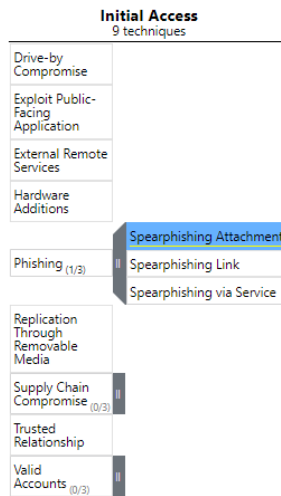 Initial Access
9 techniques
Drive-by
Compromise
Exploit Public-
Facing
Application
External Remote
Services
Hardware
Additions
Phishing (1/3)
Spearphishing Attachment
Spearphishing Link
Spearphishing via Service
Replication
Through
Removable
Media
Supply Chain
Compromise (0/3)
Trusted
Relationship
Valid
Accounts (0/3)